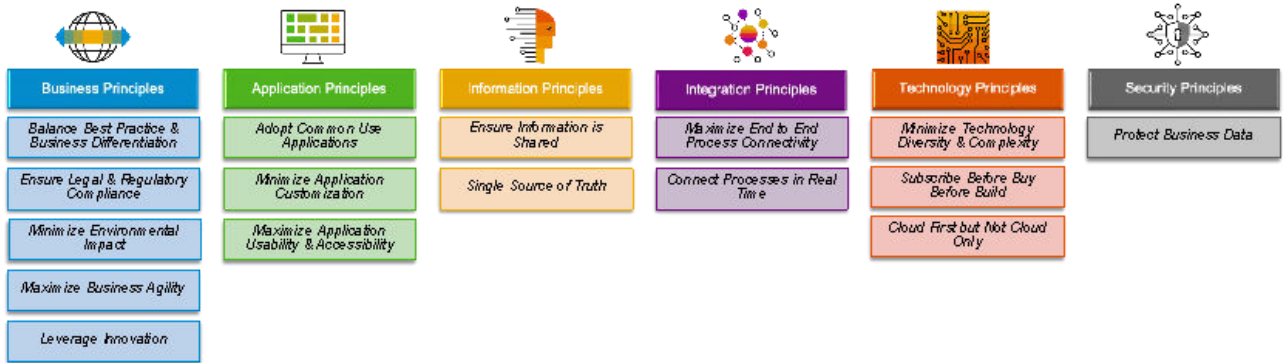 Business Principles
Balance Best Practice &
Business Differentiation
Ensure Legal & Regulatory
Compliance
Minimize Environmental
Impact
Maximize Business Agility
Leverage Innovation
Application Principles
Adopt Common Use
Applications
Minimize Application
Customization
Maximize Application
Usability & Accessibility
Information Principles
Ensure Information is
Shared
Single Source of Truth
Integration Principles
Maximize End to End
Process Connectivity
Connect Processes in Real
Time
Technology Principles
Minimize Technology
Diversity & Complexity
Subscribe Before Buy
Before Build
Cloud First but Not Cloud
Only
Security Principles
Protect Business Data